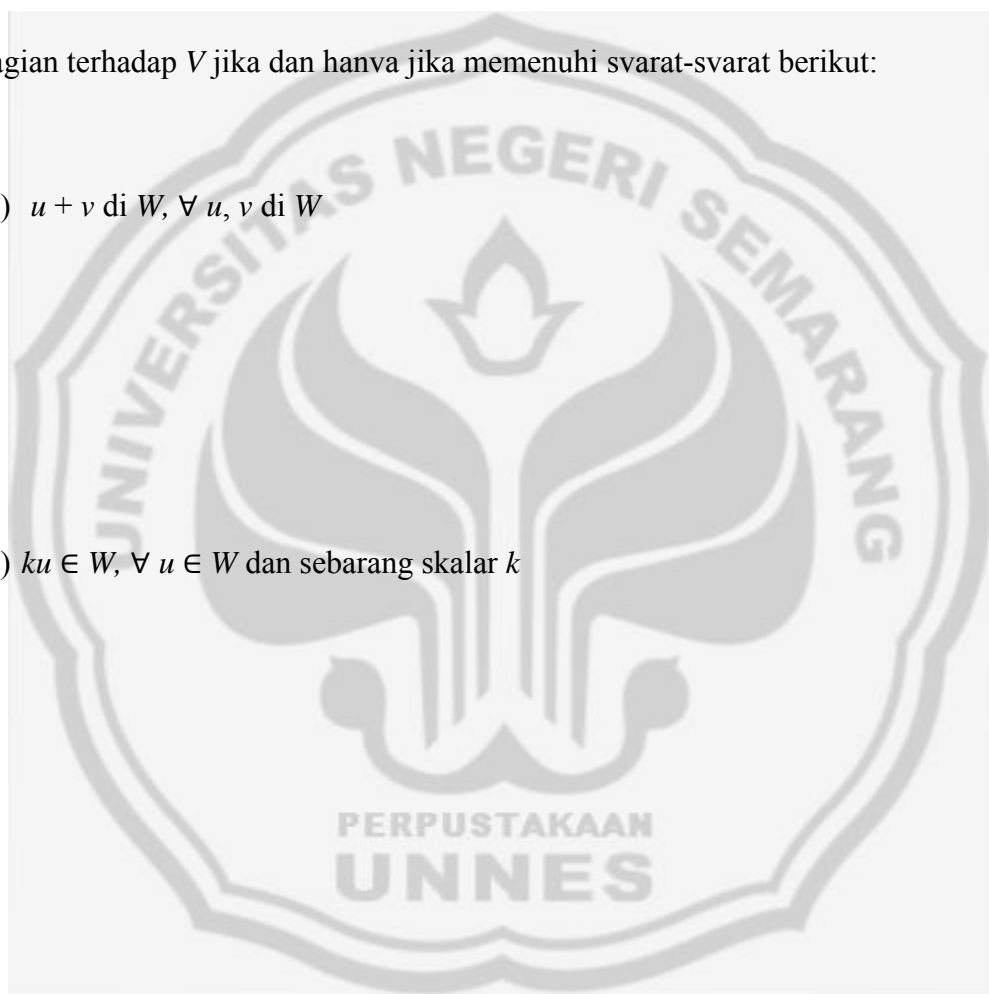 agian terhadap V jika dan hanya jika memenuhi syarat-syarat berikut:
) u + v di W, ∀ u, v di W
) ku ∈ W, ∀ u ∈ W dan sebarang skalar k
UNIVERSITAS NEGERI SEMARANG
PERPUSTAKAAN
UNNES